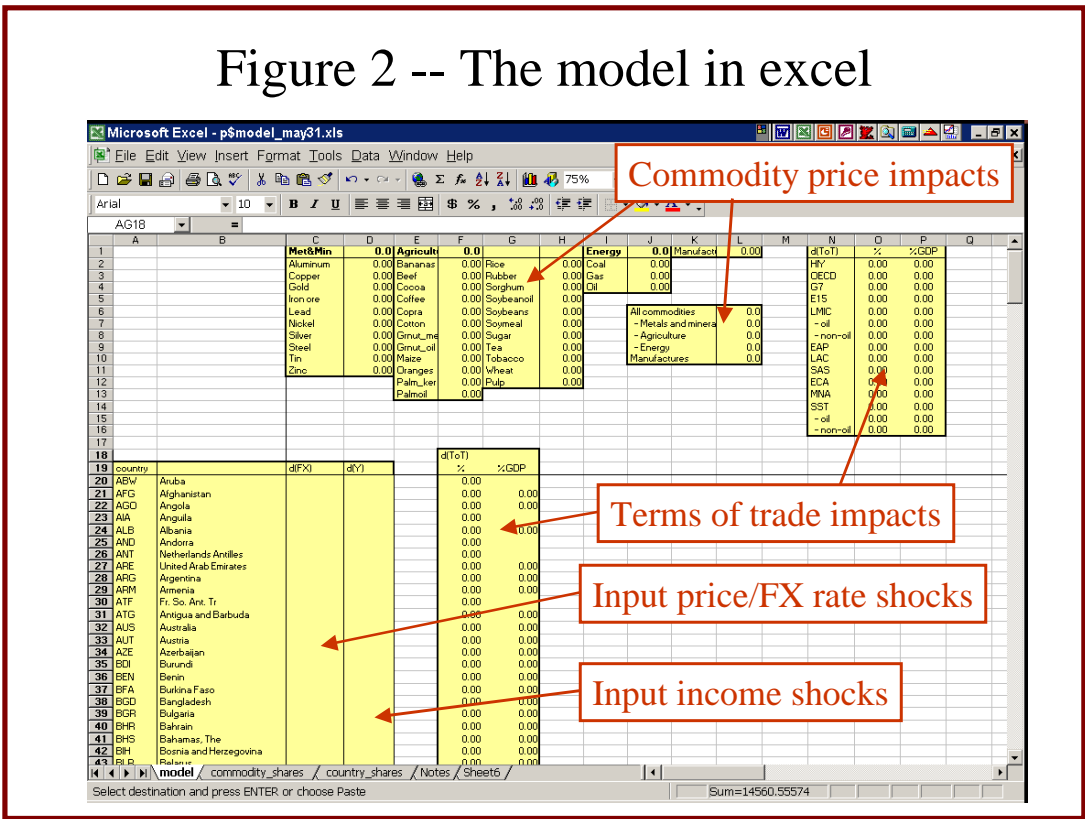 Figure 2 -- The model in excel
Microsoft Excel - p$model_may31.xls
File Edit View Insert Format Tools Data Window Help
75%
Commodity price impacts
Arial 10 B I U $ % ,
AG18 =
A B C D E F G H I J K L M N O P Q
1 Met&Min 0.0 Agricult 0.0 Energy 0.0 Manufact 0.00 d(ToT) % %GDP
2 Aluminum 0.00 Bananas 0.00 Rice 0.00 Coal 0.00 HIY 0.00 0.00
3 Copper 0.00 Beef 0.00 Rubber 0.00 Gas 0.00 OECD 0.00 0.00
4 Gold 0.00 Cocoa 0.00 Sorghum 0.00 Oil 0.00 G7 0.00 0.00
5 Iron ore 0.00 Coffee 0.00 Soybeanoil 0.00 E15 0.00 0.00
6 Lead 0.00 Copra 0.00 Soybeans 0.00 All commodities 0.0 LMIC 0.00 0.00
7 Nickel 0.00 Cotton 0.00 Soymeal 0.00 - Metals and minera 0.0 - oil 0.00 0.00
8 Silver 0.00 Grnut_me 0.00 Sugar 0.00 - Agriculture 0.0 - non-oil 0.00 0.00
9 Steel 0.00 Grnut_oil 0.00 Tea 0.00 - Energy 0.0 EAP 0.00 0.00
10 Tin 0.00 Maize 0.00 Tobacco 0.00 Manufactures 0.0 LAC 0.00 0.00
11 Zinc 0.00 Oranges 0.00 Wheat 0.00 SAS 0.00 0.00
12 Palm_ker 0.00 Pulp 0.00 ECA 0.00 0.00
13 Palmoil 0.00 MNA 0.00 0.00
14 SST 0.00 0.00
15 - oil 0.00 0.00
16 - non-oil 0.00 0.00
17
18 d(ToT)
19 country d(FX) d(Y) % %GDP
20 ABW Aruba 0.00
21 AFG Afghanistan 0.00 0.00
22 AGO Angola 0.00 0.00
23 AIA Anguila 0.00
24 ALB Albania 0.00 0.00
Terms of trade impacts
25 AND Andorra 0.00
26 ANT Netherlands Antilles 0.00
27 ARE United Arab Emirates 0.00 0.00
28 ARG Argentina 0.00 0.00
29 ARM Armenia 0.00 0.00
Input price/FX rate shocks
30 ATF Fr. So. Ant. Tr 0.00
31 ATG Antigua and Barbuda 0.00 0.00
32 AUS Australia 0.00 0.00
33 AUT Austria 0.00 0.00
34 AZE Azerbaijan 0.00 0.00
35 BDI Burundi 0.00 0.00
36 BEN Benin 0.00 0.00
37 BFA Burkina Faso 0.00 0.00
Input income shocks
38 BGD Bangladesh 0.00 0.00
39 BGR Bulgaria 0.00 0.00
40 BHR Bahrain 0.00 0.00
41 BHS Bahamas, The 0.00 0.00
42 BIH Bosnia and Herzegovina 0.00 0.00
43 BLR Belarus 0.00 0.00
model commodity_shares country_shares Notes Sheet6
Select destination and press ENTER or choose Paste Sum=14560.55574